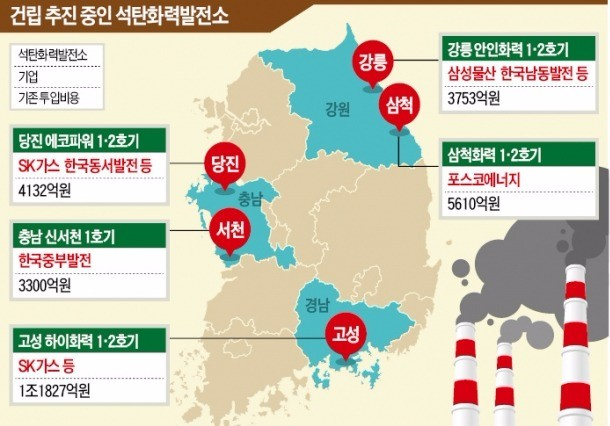 건립 추진 중인 석탄화력발전소
석탄화력발전소
기업
기존 투입비용
강릉 안인화력 1·2호기
삼성물산 한국남동발전 등
3753억원
강릉
삼척
강원
당진 에코파워 1·2호기
SK가스 한국동서발전 등
4132억원
당진
충남
삼척화력 1·2호기
포스코에너지
5610억원
충남 신서천 1호기
한국중부발전
3300억원
서천
고성 하이화력 1·2호기
SK가스 등
1조1827억원
경남
고성